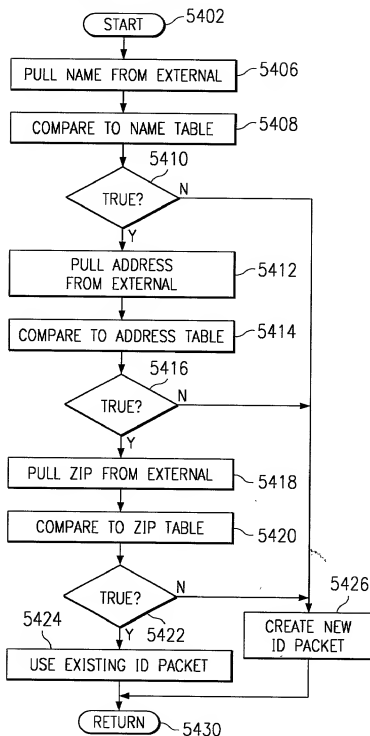 START 5402
PULL NAME FROM EXTERNAL 5406
COMPARE TO NAME TABLE 5408
5410
TRUE? N
Y
PULL ADDRESS
FROM EXTERNAL 5412
COMPARE TO ADDRESS TABLE 5414
5416
TRUE? N
Y
PULL ZIP FROM EXTERNAL 5418
COMPARE TO ZIP TABLE 5420
TRUE? N
5422
Y
5424
USE EXISTING ID PACKET
5426
CREATE NEW
ID PACKET
RETURN 5430